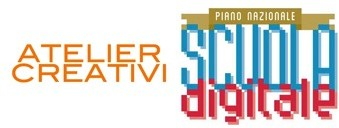 ATELIER
CREATIVI
PIANO NAZIONALE
SCUOLA
digitale